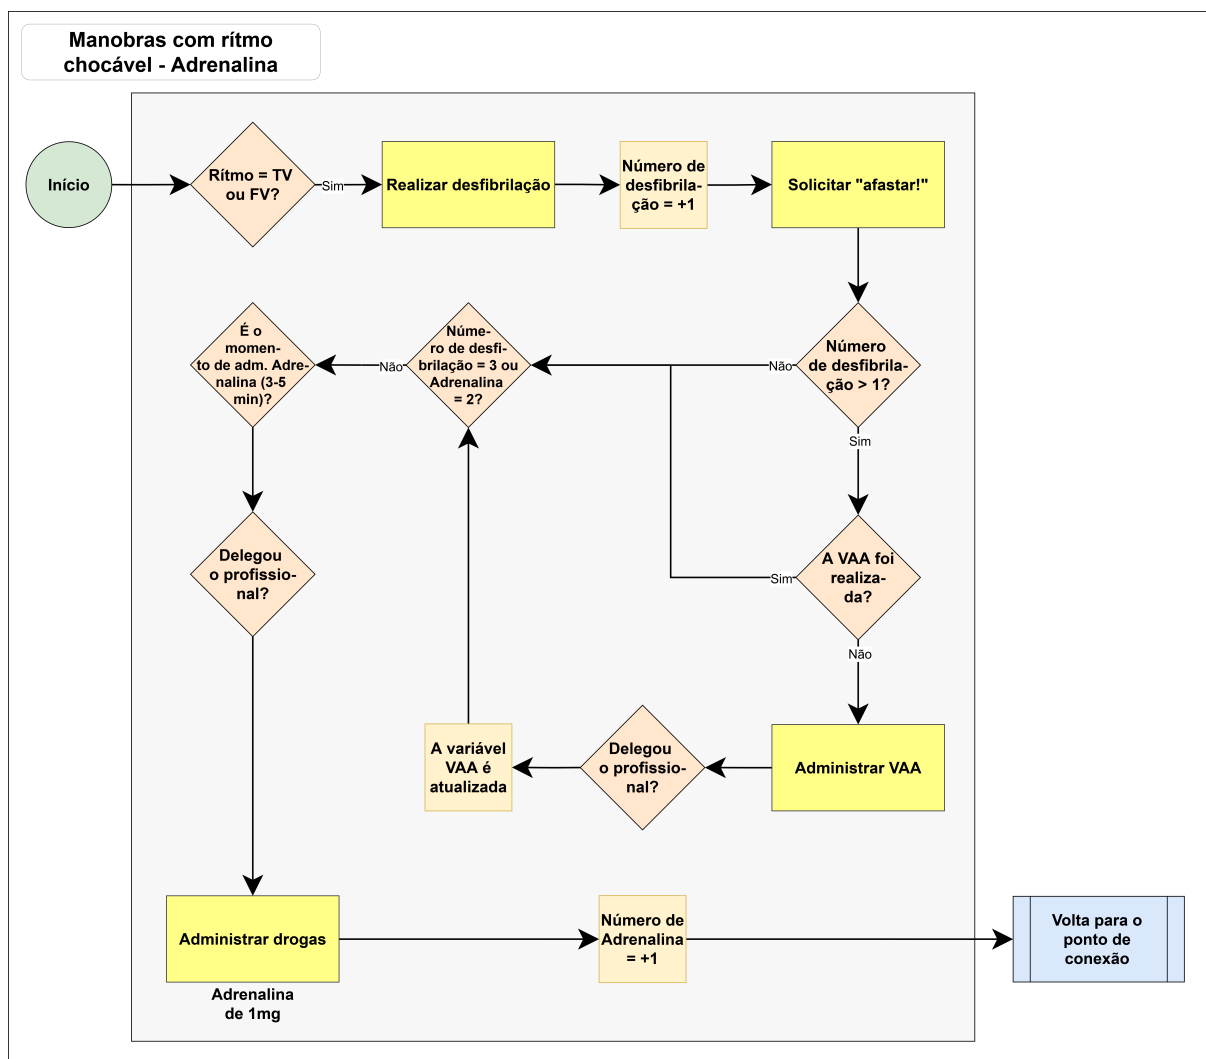 Manobras com rítmo
chocável - Adrenalina
Início
Rítmo = TV
ou FV?
Sim
Realizar desfibrilação
Número de
desfibrila-
ção = +1
Solicitar "afastar!"
É o
momen-
to de adm. Adre-
nalina (3-5
min)?
Não
Núme-
ro de desfi-
brilação = 3 ou
Adrenalina
= 2?
Não
Número
de desfibrila-
ção > 1?
Sim
Delegou
o profissio-
nal?
Sim
A VAA foi
realiza-
da?
Não
A variável
VAA é
atualizada
Delegou
o profissio-
nal?
Administrar VAA
Administrar drogas
Adrenalina
de 1mg
Número de
Adrenalina
= +1
Volta para o
ponto de
conexão